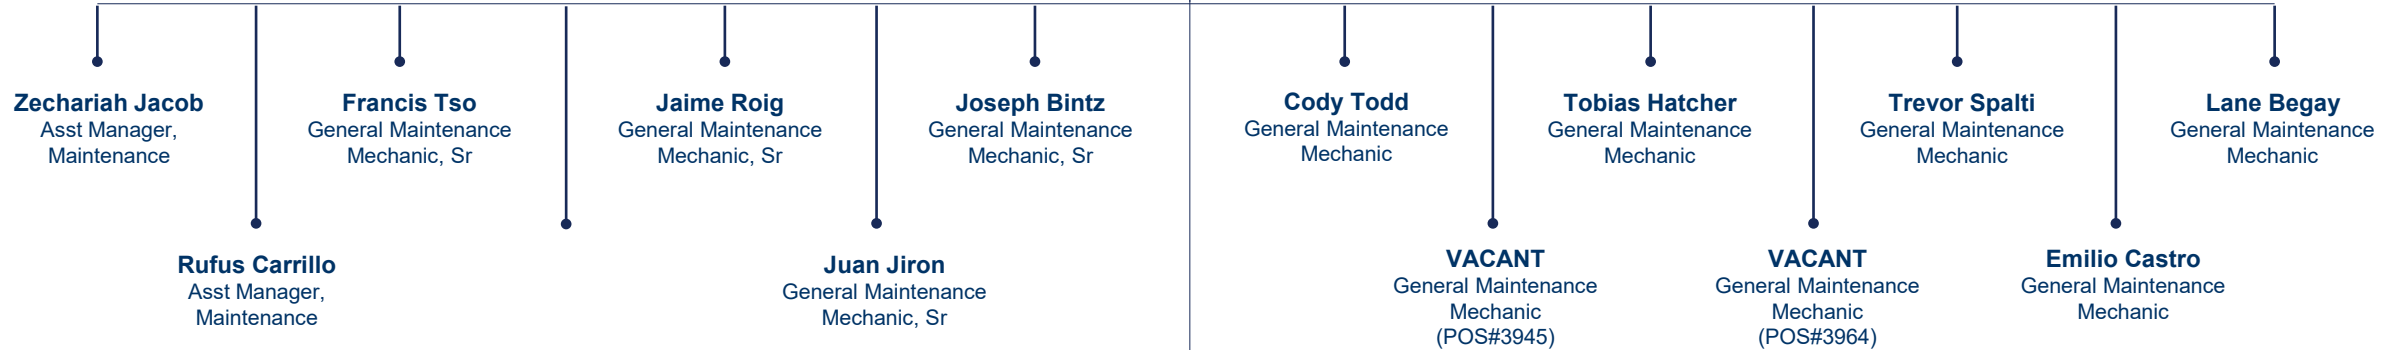 Zechariah Jacob
Asst Manager,
Maintenance
Francis Tso
General Maintenance
Mechanic, Sr
Jaime Roig
General Maintenance
Mechanic, Sr
Joseph Bintz
General Maintenance
Mechanic, Sr
Cody Todd
General Maintenance
Mechanic
Tobias Hatcher
General Maintenance
Mechanic
Trevor Spalti
General Maintenance
Mechanic
Lane Begay
General Maintenance
Mechanic
Rufus Carrillo
Asst Manager,
Maintenance
Juan Jiron
General Maintenance
Mechanic, Sr
VACANT
General Maintenance
Mechanic
(POS#3945)
VACANT
General Maintenance
Mechanic
(POS#3964)
Emilio Castro
General Maintenance
Mechanic